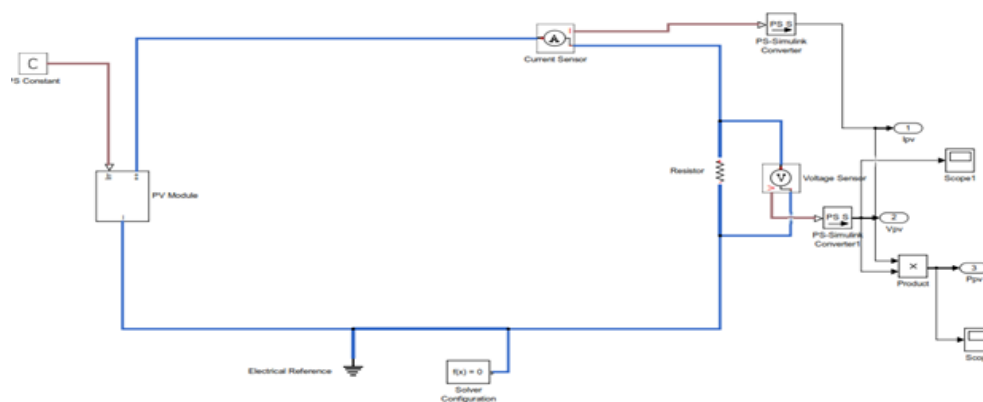 PS S
PS-Simulink
Converter
C
PS Constant
A
I
Current Sensor
1
Ipv
Scope1
PV Module
Resistor
V
V
Voltage Sensor
PS S
PS-Simulink
Converter1
2
Vpv
×
Product
3
Ppv
Scop
Electrical Reference
f(x) = 0
Solver
Configuration